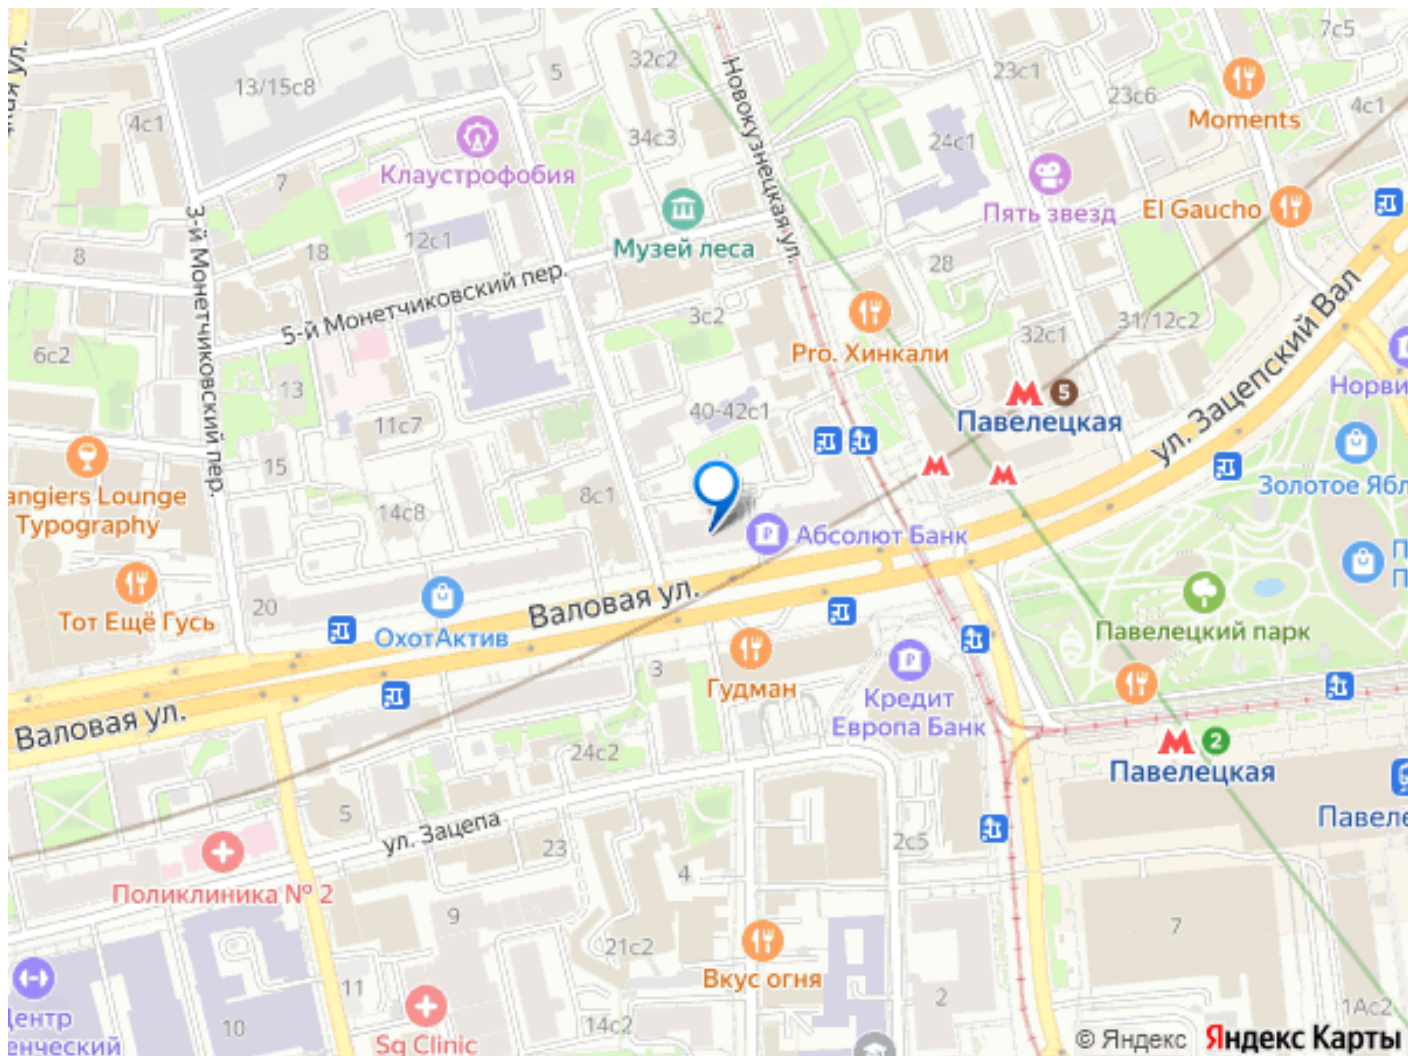 7с5
32с2
5
23с1
13/15с8
Moments
23с6
4с1
4с1
34с3
24с1
Клаустрофобия
Новокузнецкая ул.
7
Пять звезд
El Gaucho
3-й Монетчиковский пер.
18
12с1
Музей леса
8
28
5-й Монетчиковский пер.
3с2
31/12с2
32с1
6с2
Pro. Хинкали
ул. Зацепский Вал
13
5
Павелецкая
40-42с1
11с7
15
8с1
14с8
Typography
Абсолют Банк
Р
20
Валовая ул.
Тот Ещё Гусь
ОхотАктив
Павелецкий парк
3
Гудман
Р
Кредит
Европа Банк
Валовая ул.
24с2
2
Павелецкая
5
ул. Зацепа
23
2с5
4
Поликлиника № 2
9
7
21с2
Вкус огня
11
2
10
14с2
1Ас2
Sq Clinic
© Яндекс Яндекс Карты